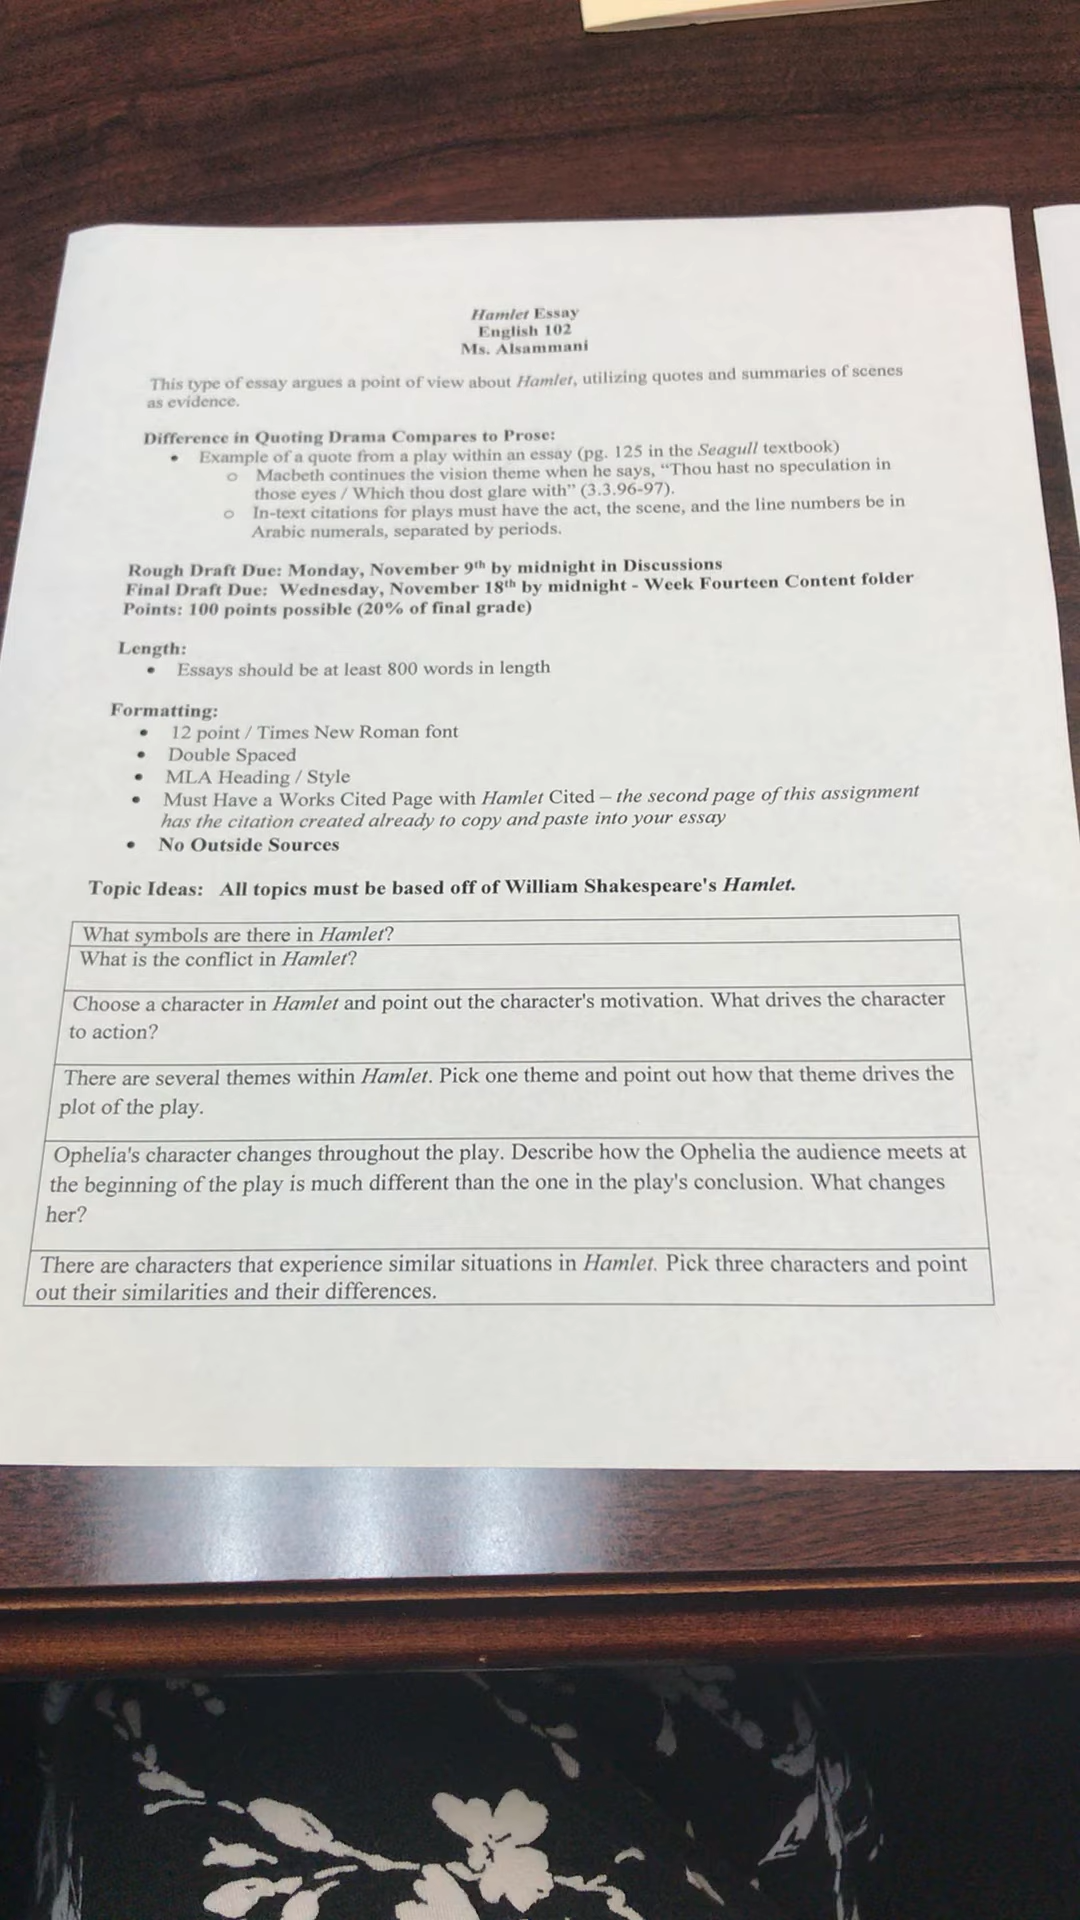 Hamlet Essay
English 102
Ms. Alsammani
This type of essay argues a point of view about Hamlet, utilizing quotes and summaries of scenes
as evidence.
Difference in Quoting Drama Compares to Prose:
• Example of a quote from a play within an essay (pg. 125 in the Seagull textbook)
o Macbeth continues the vision theme when he says, “Thou hast no speculation in
those eyes / Which thou dost glare with” (3.3.96-97).
o In-text citations for plays must have the act, the scene, and the line numbers be in
Arabic numerals, separated by periods.
Rough Draft Due: Monday, November 9th by midnight in Discussions
Final Draft Due: Wednesday, November 18th by midnight - Week Fourteen Content folder
Points: 100 points possible (20% of final grade)
Length:
• Essays should be at least 800 words in length
Formatting:
• 12 point / Times New Roman font
• Double Spaced
• MLA Heading / Style
• Must Have a Works Cited Page with Hamlet Cited – the second page of this assignment
has the citation created already to copy and paste into your essay
• No Outside Sources
Topic Ideas: All topics must be based off of William Shakespeare's Hamlet.
What symbols are there in Hamlet?
What is the conflict in Hamlet?
Choose a character in Hamlet and point out the character's motivation. What drives the character
to action?
There are several themes within Hamlet. Pick one theme and point out how that theme drives the
plot of the play.
Ophelia's character changes throughout the play. Describe how the Ophelia the audience meets at
the beginning of the play is much different than the one in the play's conclusion. What changes
her?
There are characters that experience similar situations in Hamlet. Pick three characters and point
out their similarities and their differences.